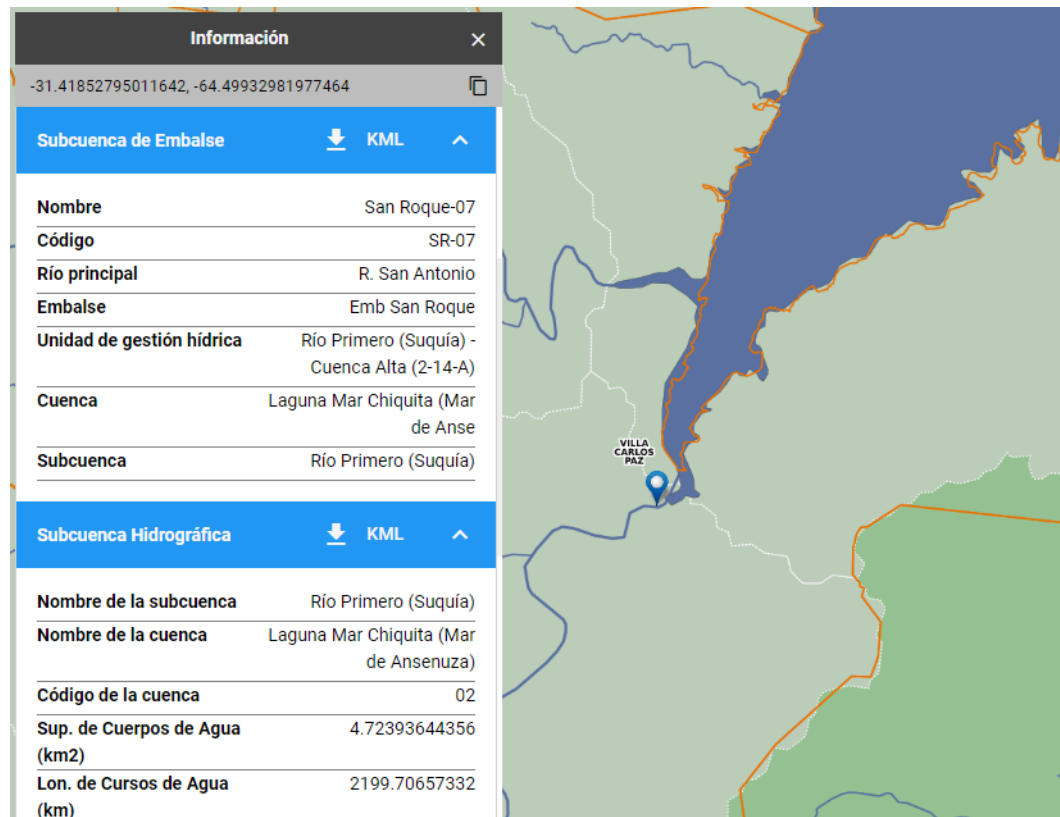 Información
-31.41852795011642, -64.49932981977464
Subcuenca de Embalse KML
Nombre San Roque-07
Código SR-07
Río principal R. San Antonio
Embalse Emb San Roque
Unidad de gestión hídrica Río Primero (Suquía) -
Cuenca Alta (2-14-A)
Cuenca Laguna Mar Chiquita (Mar
de Anse
Subcuenca Río Primero (Suquía)
Subcuenca Hidrográfica KML
Nombre de la subcuenca Río Primero (Suquía)
Nombre de la cuenca Laguna Mar Chiquita (Mar
de Ansenuza)
Código de la cuenca 02
Sup. de Cuerpos de Agua 4.72393644356
(km2)
Lon. de Cursos de Agua 2199.70657332
(km)
VILLA
CARLOS
PAZ